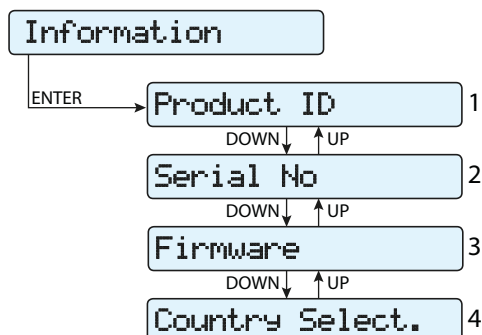 Information
ENTER
Product ID 1
DOWN UP
Serial No 2
DOWN UP
Firmware 3
DOWN UP
Country Select. 4